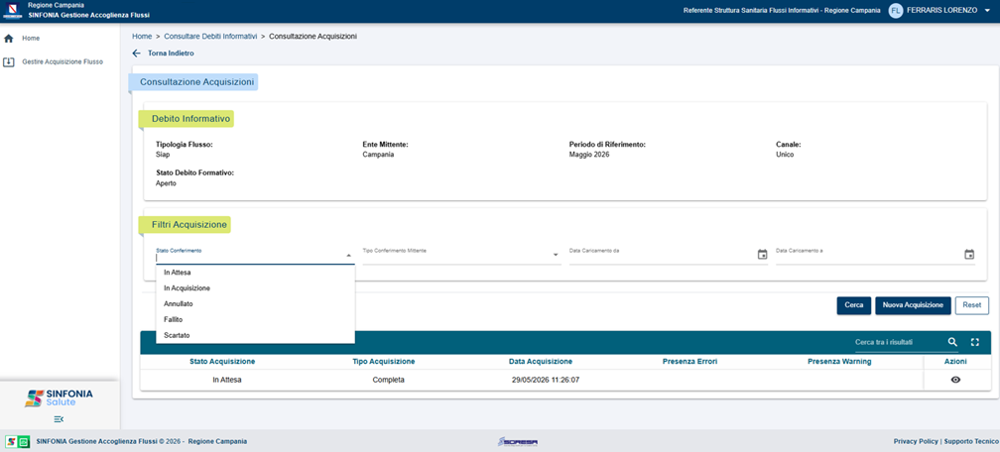 Regione Campania
SINFONIA Gestione Accoglienza Flussi
Referente Struttura Sanitaria Flussi Informativi - Regione Campania
FL
FERRARIS LORENZO
Home
Gestire Acquisizione Flusso
Home > Consultare Debiti Informativi > Consultazione Acquisizioni
Torna Indietro
Consultazione Acquisizioni
Debito Informativo
Tipologia Flusso: Ente Mittente: Periodo di Riferimento: Canale:
Siap Campania Maggio 2026 Unico
Stato Debito Formativo:
Aperto
Filtri Acquisizione
Stato Conferimento Tipo Conferimento Mittente Data Caricamento da Data Caricamento a
In Attesa
In Acquisizione
Annullato
Fallito
Scartato
Cerca Nuova Acquisizione Reset
Cerca tra i risultati
Stato Acquisizione Tipo Acquisizione Data Acquisizione Presenza Errori Presenza Warning Azioni
In Attesa Completa 29/05/2026 11:26:07
SINFONIA
Salute
SINFONIA Gestione Accoglienza Flussi © 2026 - Regione Campania
SORESA
Privacy Policy | Supporto Tecnico